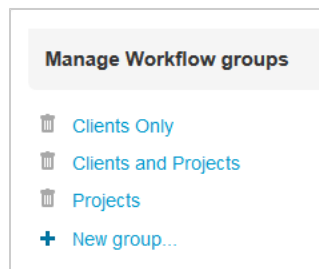 Manage Workflow groups
Clients Only
Clients and Projects
Projects
New group...